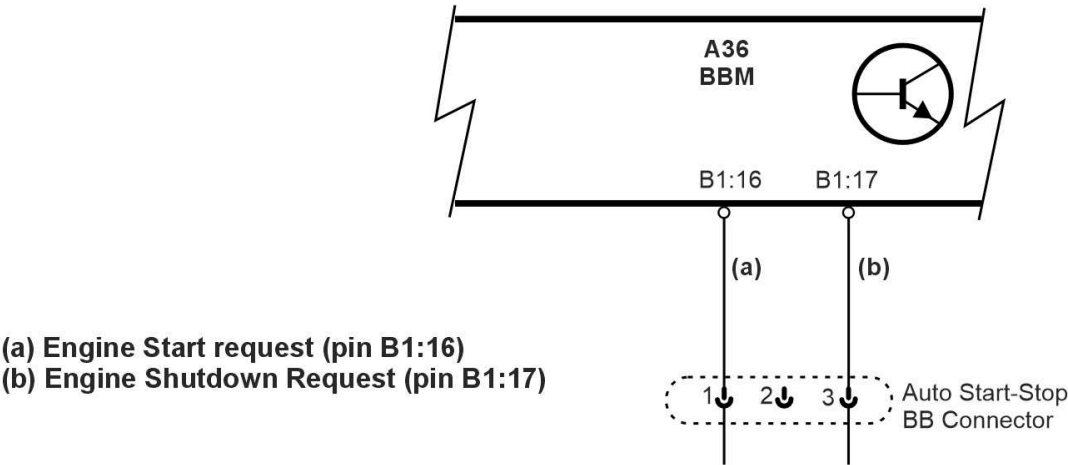 A36
BBM
B1:16 B1:17
(a) (b)
(a) Engine Start request (pin B1:16)
(b) Engine Shutdown Request (pin B1:17)
1 2 3 Auto Start-Stop
BB Connector